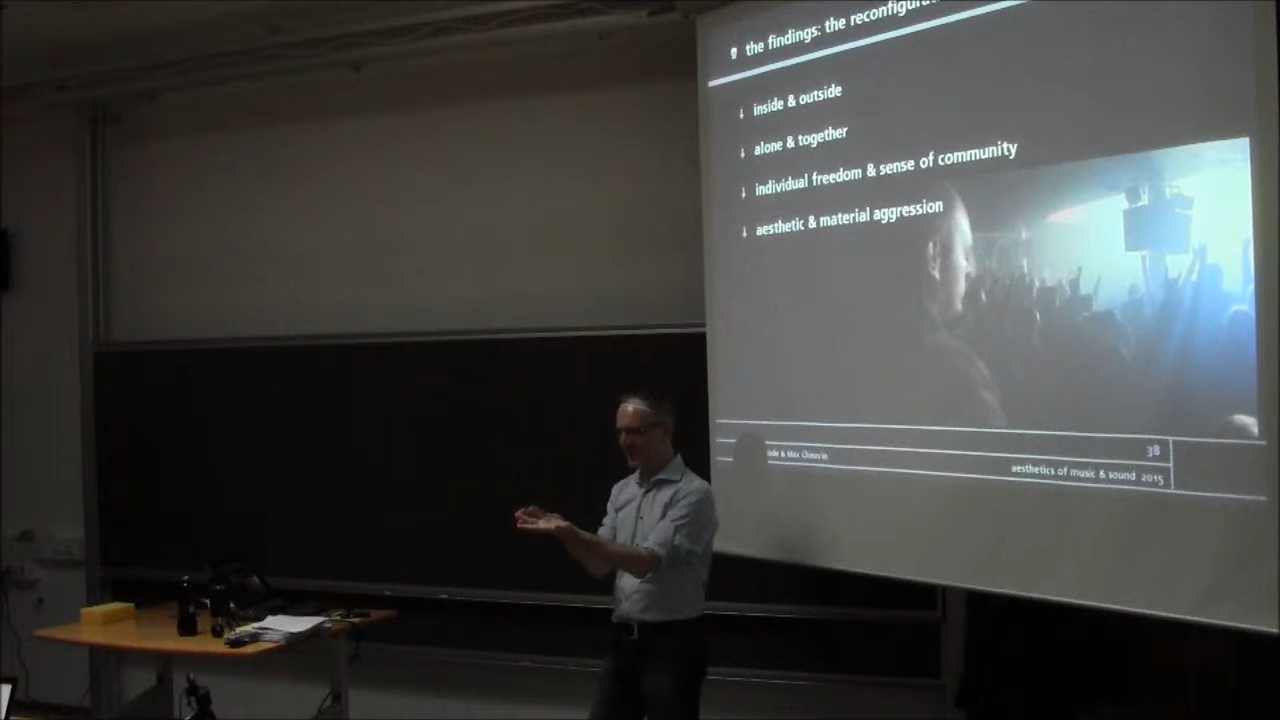 the findings: the
inside & outside
alone & together
individual freedom & sense of community
aesthetic & material aggression
& Max
38
aesthetics of music & sound 2015